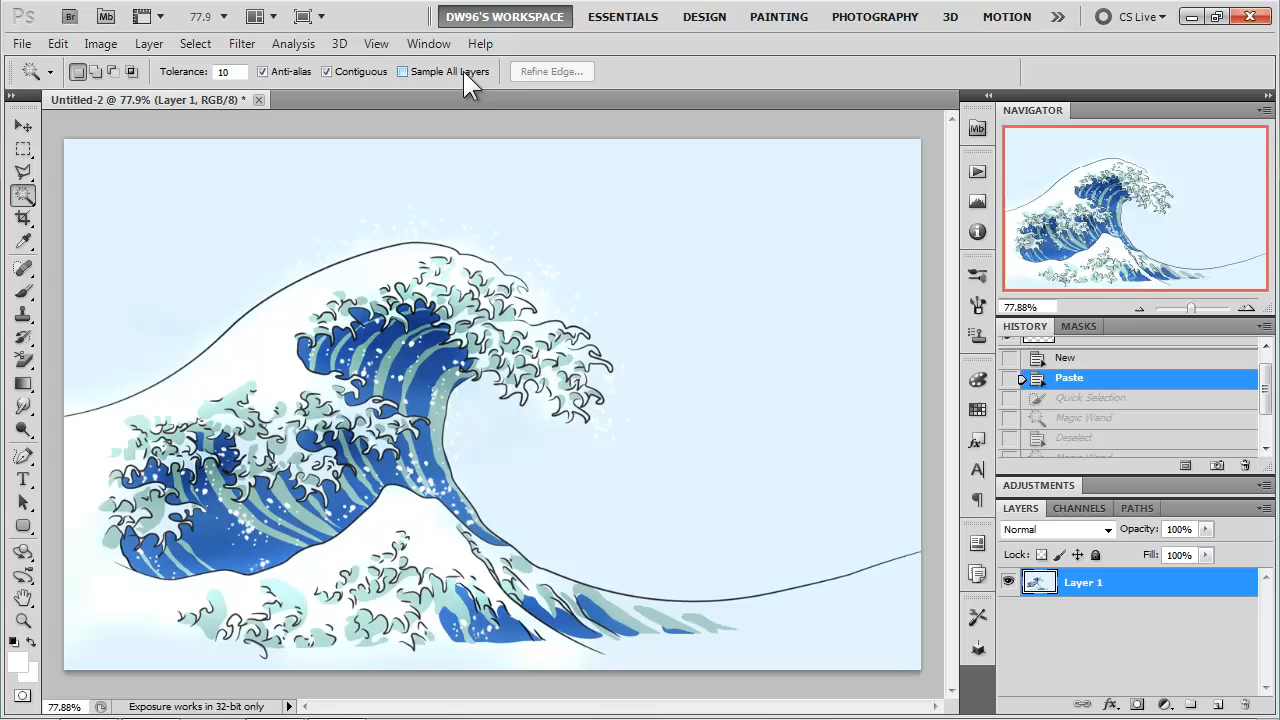 Ps Br Mb 77.9 DW96'S WORKSPACE ESSENTIALS DESIGN PAINTING PHOTOGRAPHY 3D MOTION CS Live
File Edit Image Layer Select Filter Analysis 3D View Window Help
Tolerance: 10 Anti-alias Contiguous Sample All Layers Refine Edge...
Untitled-2 @ 77.9% (Layer 1, RGB/8) *
NAVIGATOR
Mb
77.88%
HISTORY MASKS
New
Paste
Quick Selection
Magic Wand
Deselect
Magic Wand
ADJUSTMENTS
LAYERS CHANNELS PATHS
Normal Opacity: 100%
Lock: Fill: 100%
Layer 1
77.88% Exposure works in 32-bit only